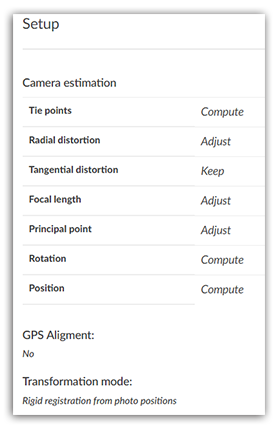 Setup
Camera estimation
Tie points Compute
Radial distortion Adjust
Tangential distortion Keep
Focal length Adjust
Principal point Adjust
Rotation Compute
Position Compute
GPS Aligment:
No
Transformation mode:
Rigid registration from photo positions